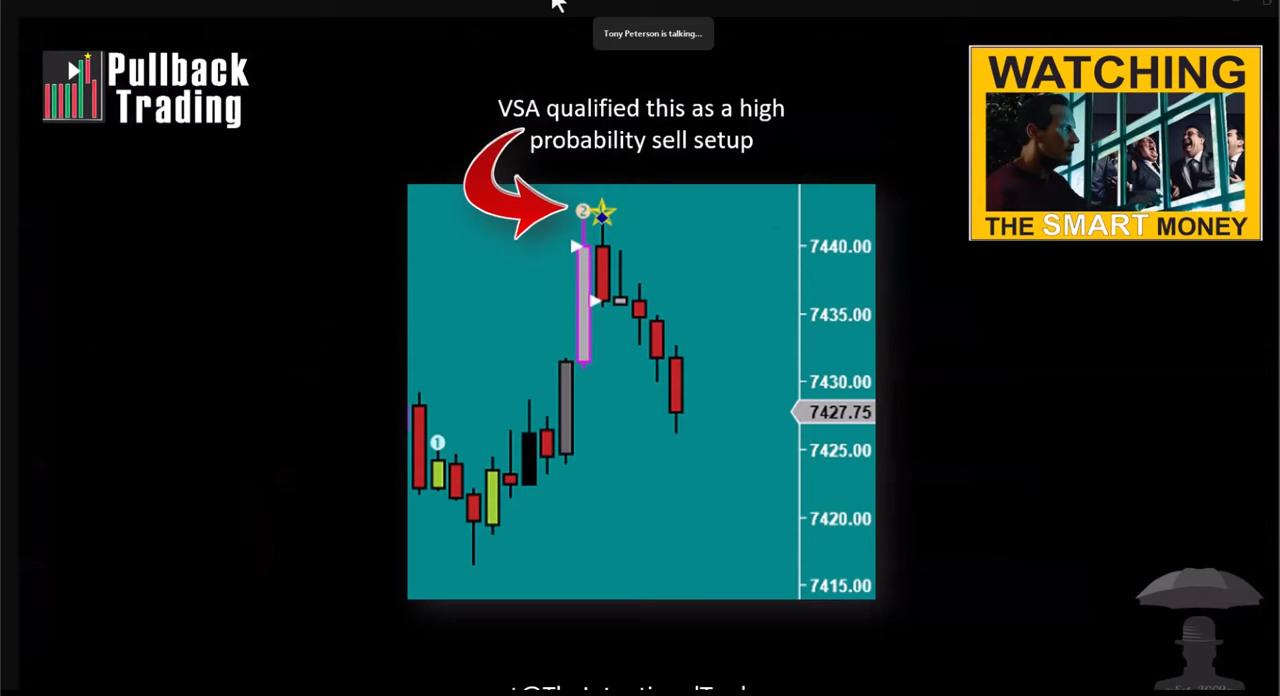 Tony Peterson is talking...
Pullback
Trading
WATCHING
THE SMART MONEY
VSA qualified this as a high
probability sell setup
2
1
7440.00
7435.00
7430.00
7427.75
7425.00
7420.00
7415.00